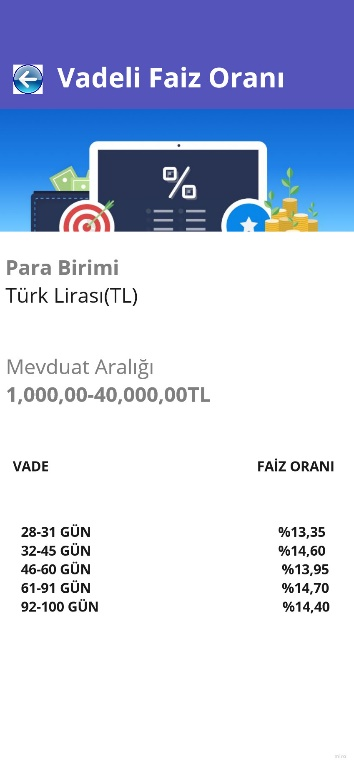 Vadeli Faiz Oranı
%
Para Birimi
Türk Lirası(TL)
Mevduat Aralığı
1,000,00-40,000,00TL
VADE FAİZ ORANI
28-31 GÜN %13,35
32-45 GÜN %14,60
46-60 GÜN %13,95
61-91 GÜN %14,70
92-100 GÜN %14,40